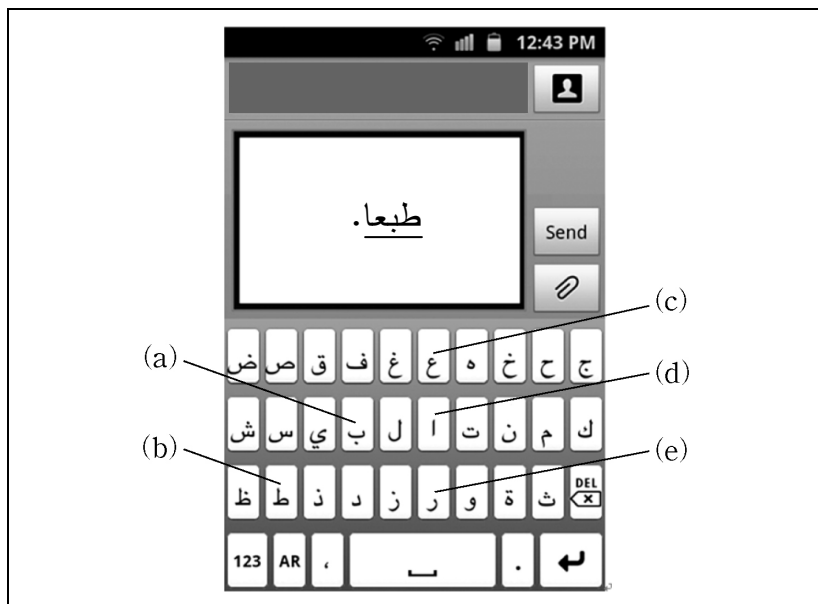 12:43 PM
طبعا.
Send
(c)
ض ص ق ف غ ع ه خ ح ج
(a)
(d)
ش س ي ب ل ا ت ن م ك
(b)
(e)
ظ ط ذ د ز ر و ة ث DEL
123 AR ، .